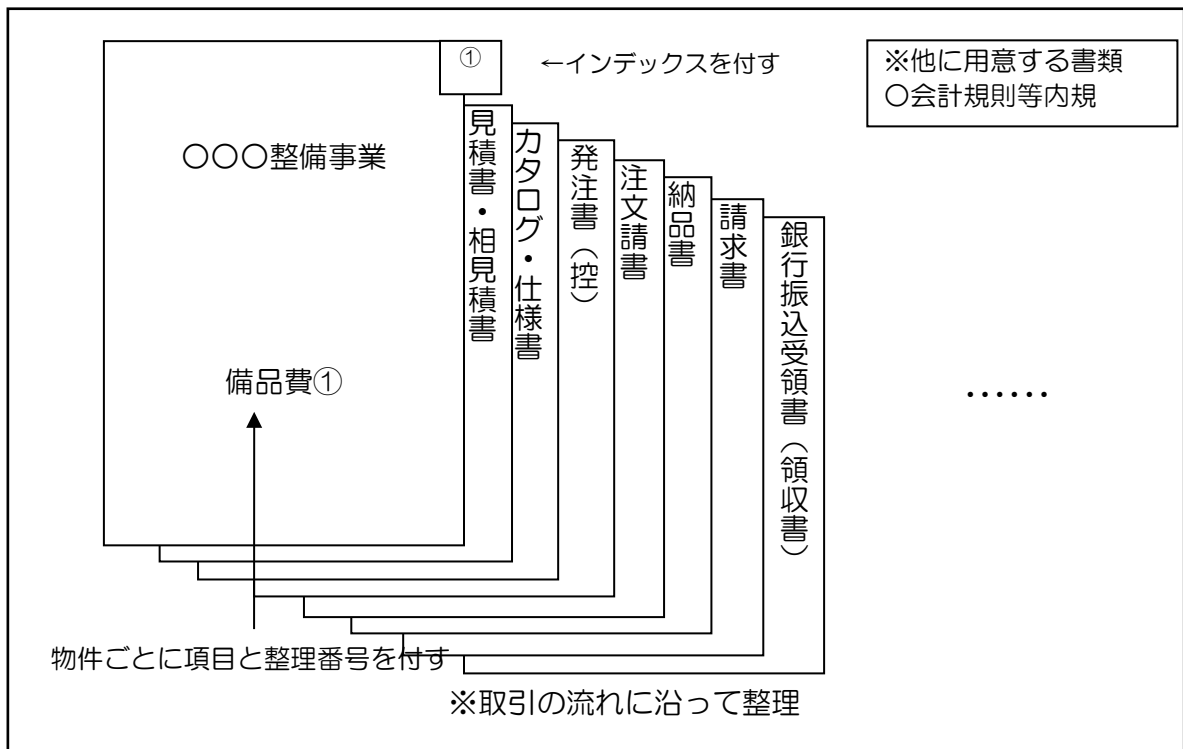 ①
←インデックスを付す
※他に用意する書類
〇会計規則等内規
〇〇〇整備事業
備品費①
見積書・相見積書
カタログ・仕様書
発注書（控）
注文請書
納品書
請求書
銀行振込受領書（領収書）
……
物件ごとに項目と整理番号を付す
※取引の流れに沿って整理